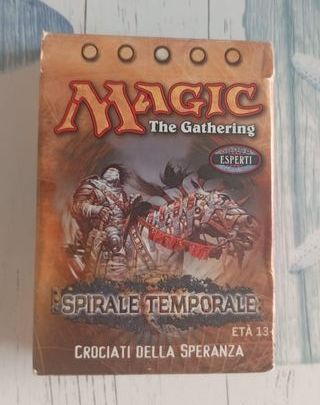 MAGIC
The Gathering
ESPERTI
SPIRALE TEMPORALE
ETÀ 13+
CROCIATI DELLA SPERANZA